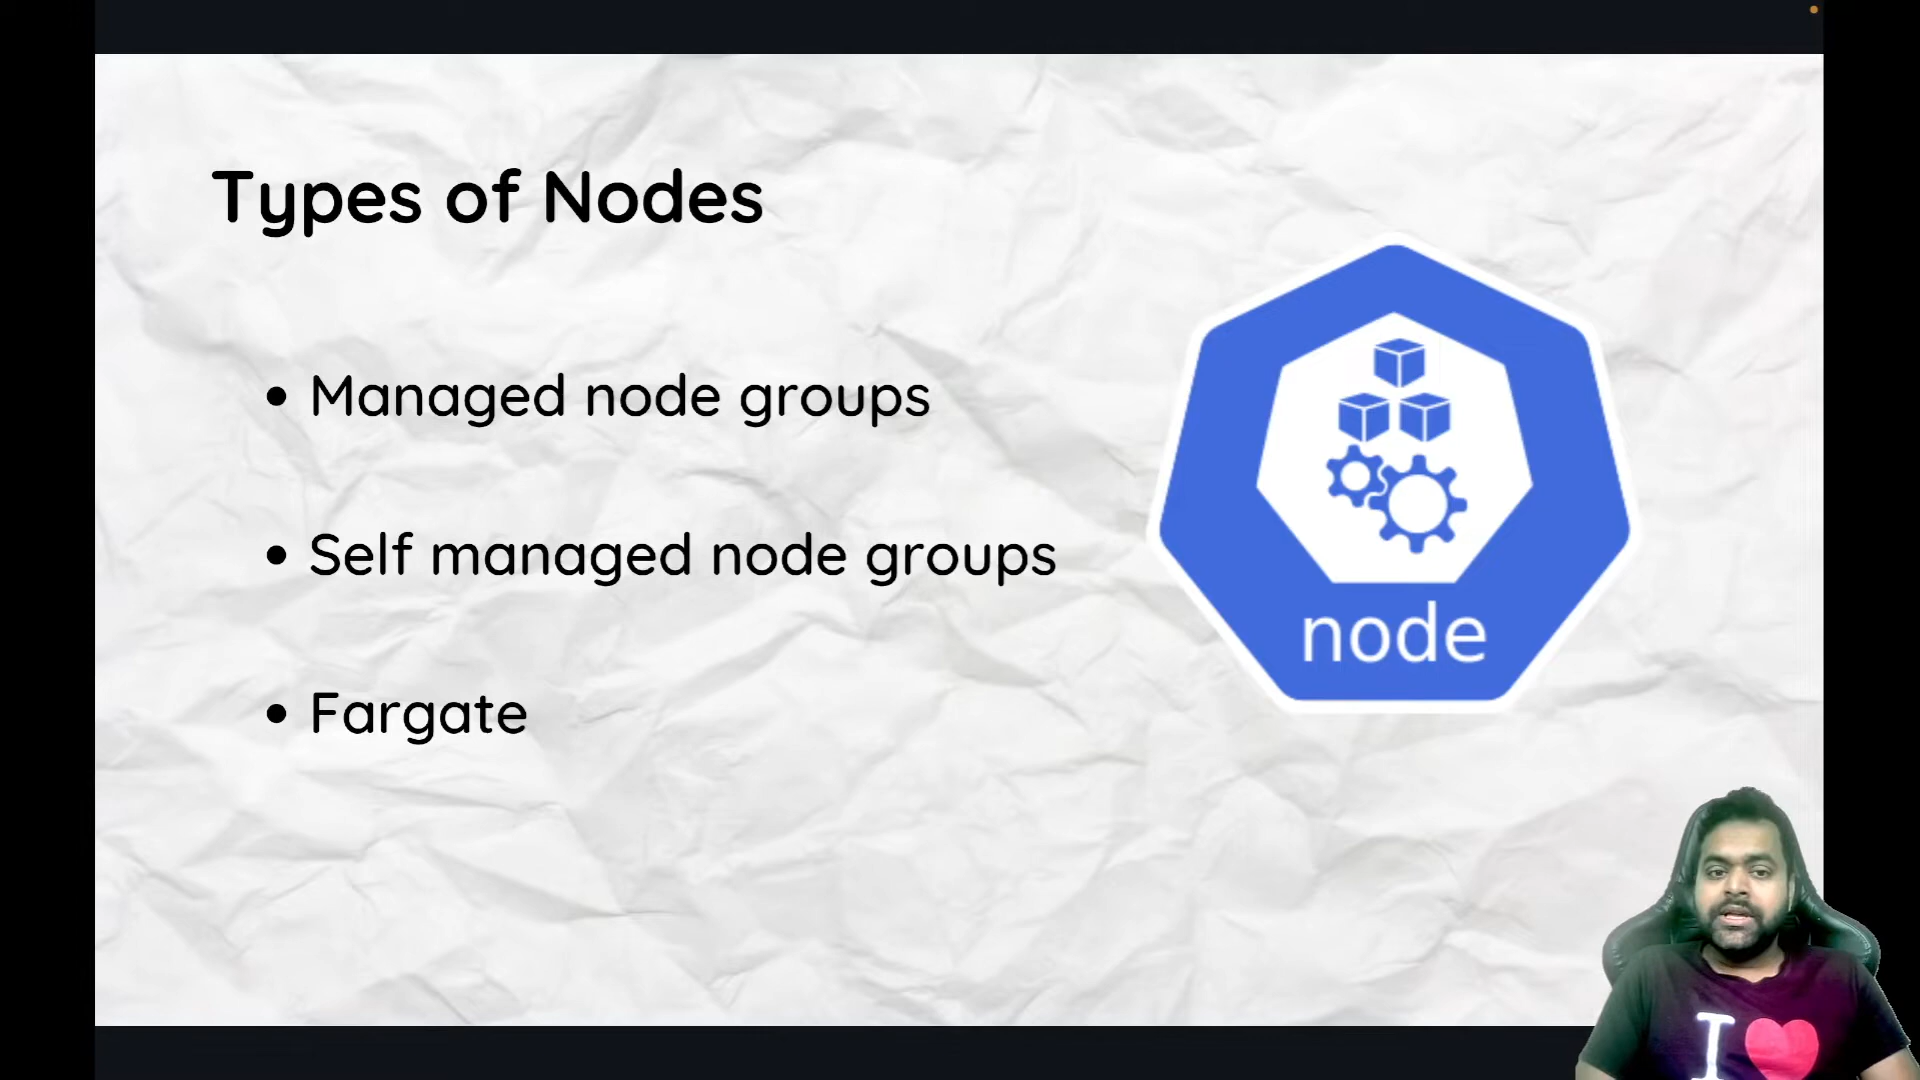 Types of Nodes
Managed node groups
Self managed node groups
Fargate
node
I